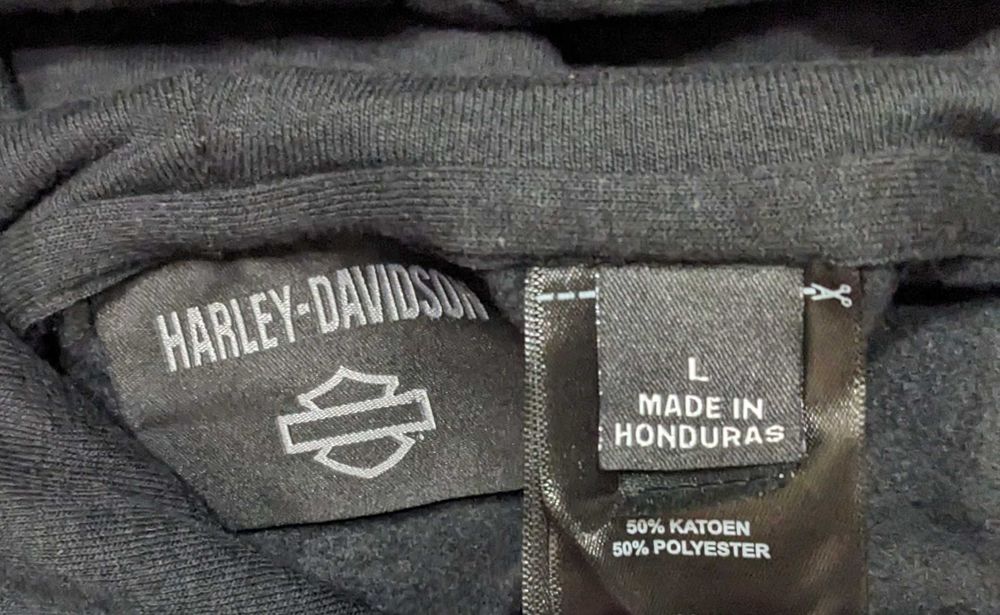 HARLEY-DAVIDSON
L
MADE IN
HONDURAS
50% KATOEN
50% POLYESTER